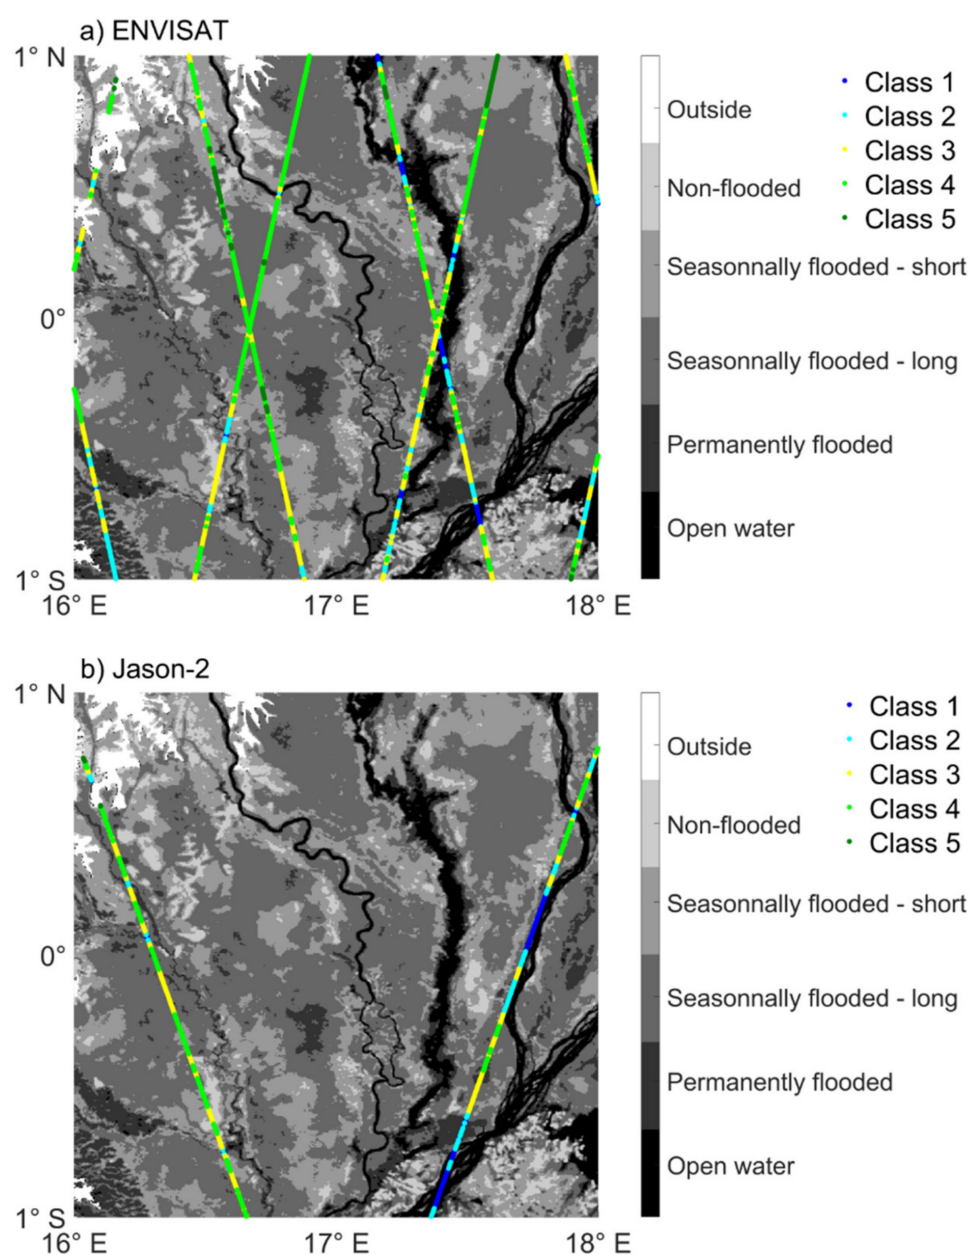 a) ENVISAT
1° N
0°
1° S
16° E
17° E
18° E
Outside
Non-flooded
Seasonnally flooded - short
Seasonnally flooded - long
Permanently flooded
Open water
Class 1
Class 2
Class 3
Class 4
Class 5
b) Jason-2
1° N
0°
1° S
16° E
17° E
18° E
Outside
Non-flooded
Seasonnally flooded - short
Seasonnally flooded - long
Permanently flooded
Open water
Class 1
Class 2
Class 3
Class 4
Class 5